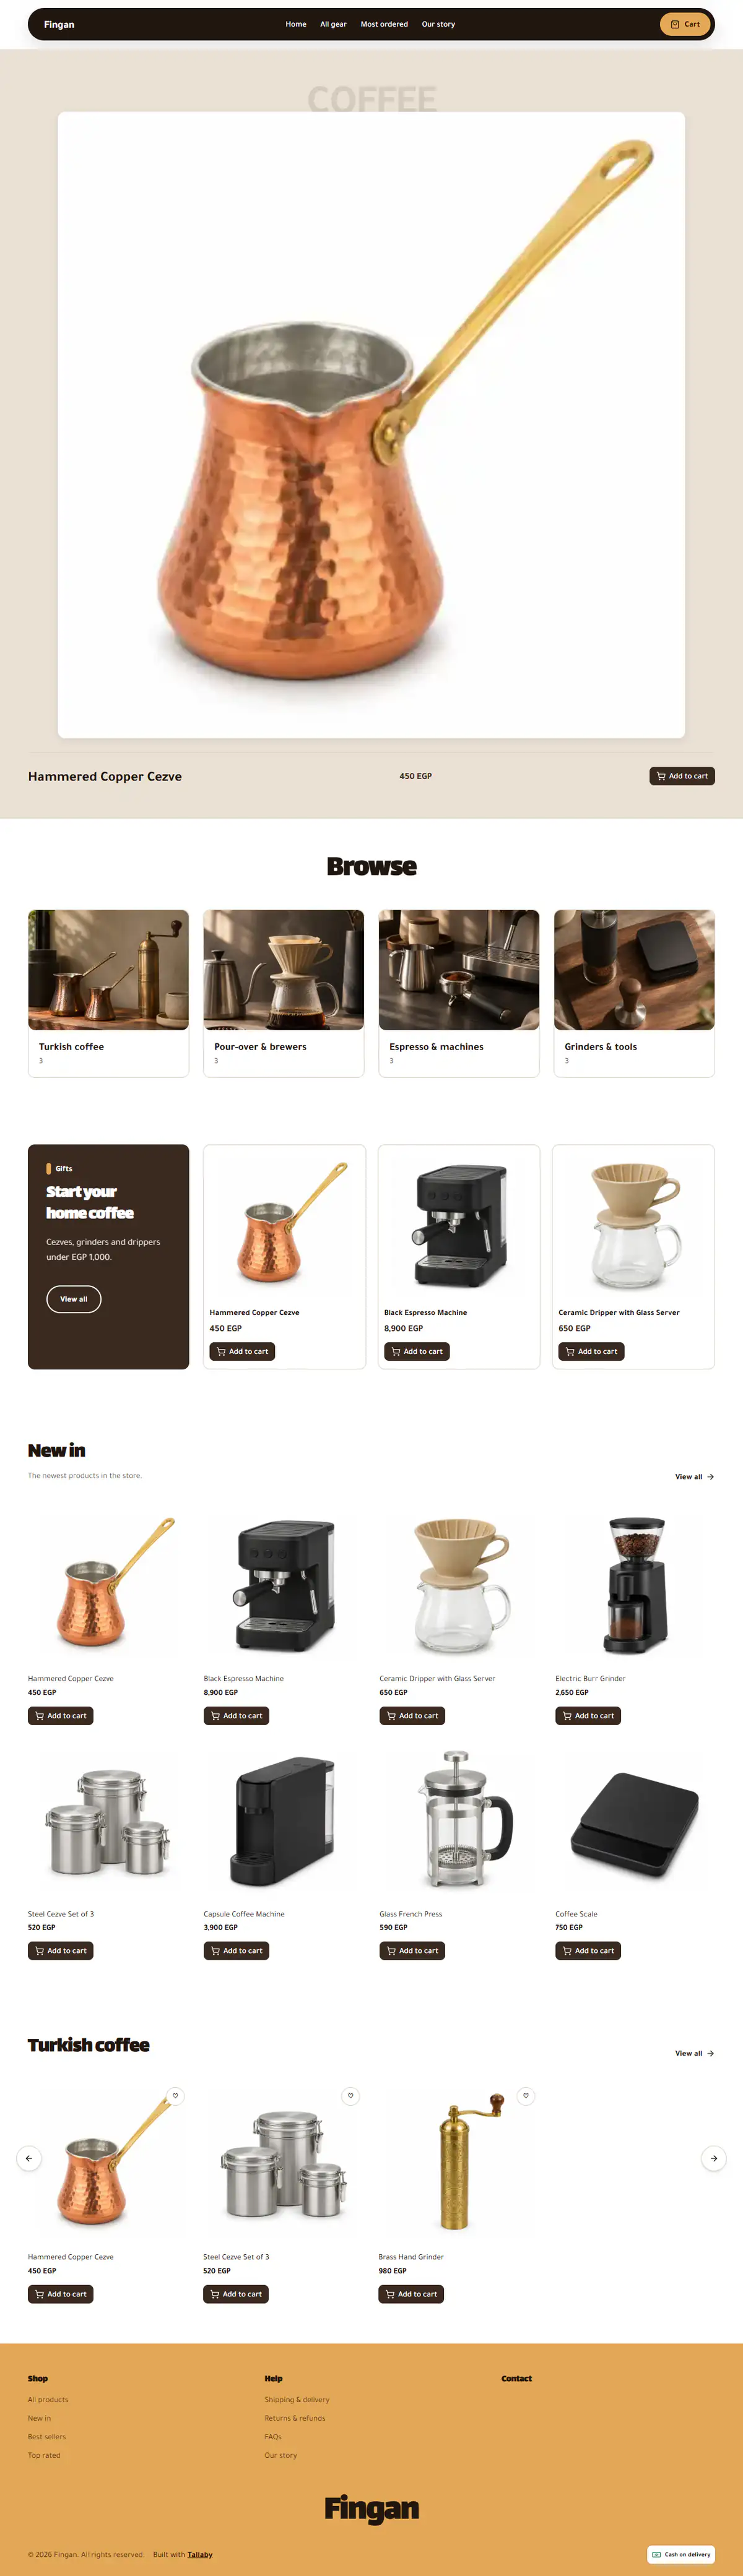 Fingan
Home All gear Most ordered Our story
Cart
COFFEE
Hammered Copper Cezve
450 EGP
Add to cart
Browse
Turkish coffee
3
Pour-over & brewers
3
Espresso & machines
3
Grinders & tools
3
Gifts
Start your
home coffee
Cezves, grinders and drippers
under EGP 1,000.
View all
Hammered Copper Cezve
450 EGP
Add to cart
Black Espresso Machine
8,900 EGP
Add to cart
Ceramic Dripper with Glass Server
650 EGP
Add to cart
New in
The newest products in the store.
View all
Hammered Copper Cezve
450 EGP
Add to cart
Black Espresso Machine
8,900 EGP
Add to cart
Ceramic Dripper with Glass Server
650 EGP
Add to cart
Electric Burr Grinder
2,650 EGP
Add to cart
Steel Cezve Set of 3
520 EGP
Add to cart
Capsule Coffee Machine
3,900 EGP
Add to cart
Glass French Press
590 EGP
Add to cart
Coffee Scale
750 EGP
Add to cart
Turkish coffee
View all
Hammered Copper Cezve
450 EGP
Add to cart
Steel Cezve Set of 3
520 EGP
Add to cart
Brass Hand Grinder
980 EGP
Add to cart
Shop
All products
New in
Best sellers
Top rated
Help
Shipping & delivery
Returns & refunds
FAQs
Our story
Contact
Fingan
© 2026 Fingan. All rights reserved. Built with Tallaby
Cash on delivery